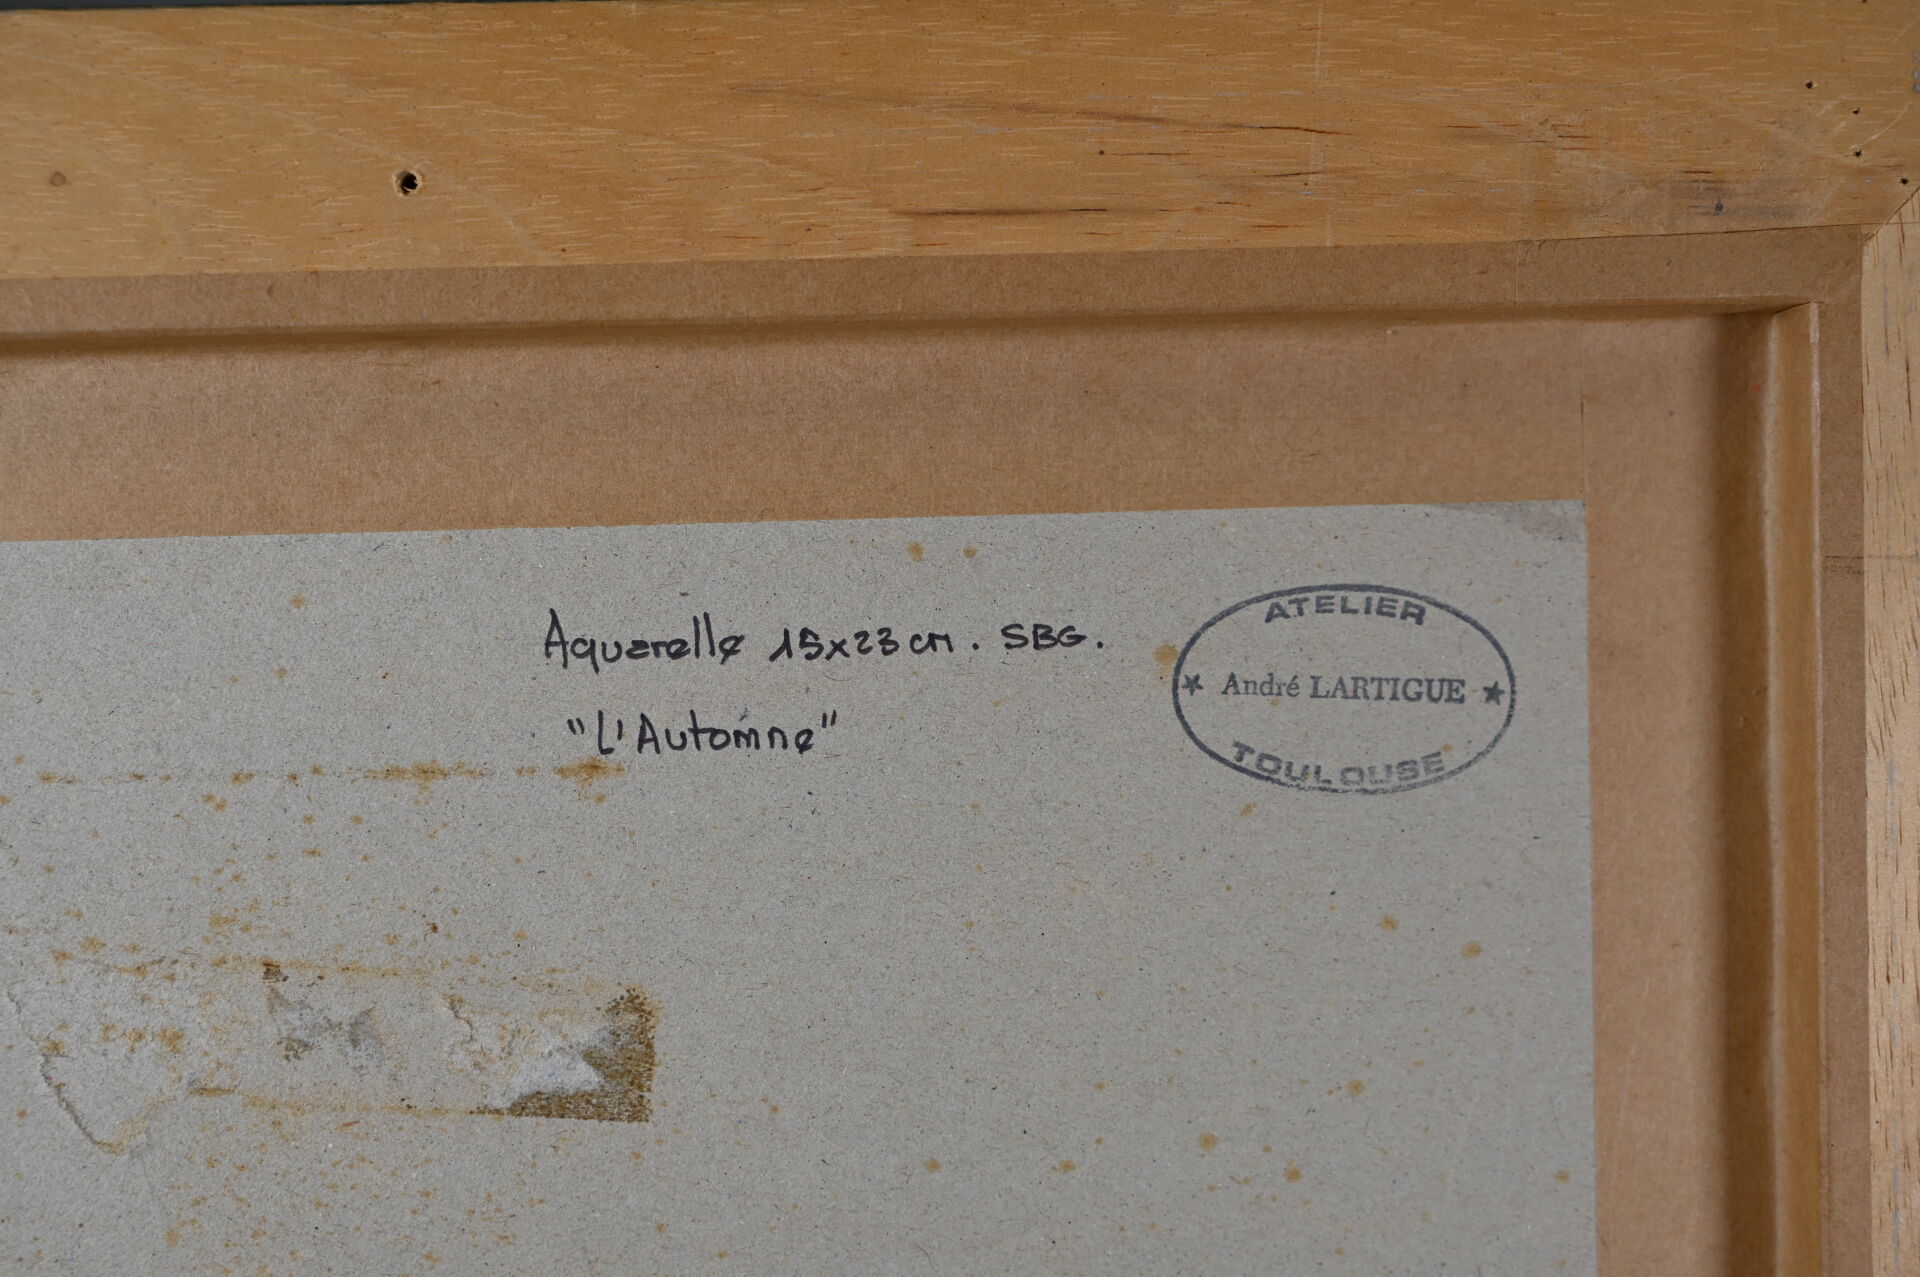 Aquarelle 15x23 cm. SBG.
"L'Automne"
ATELIER
★ André LARTIGUE ★
TOULOUSE